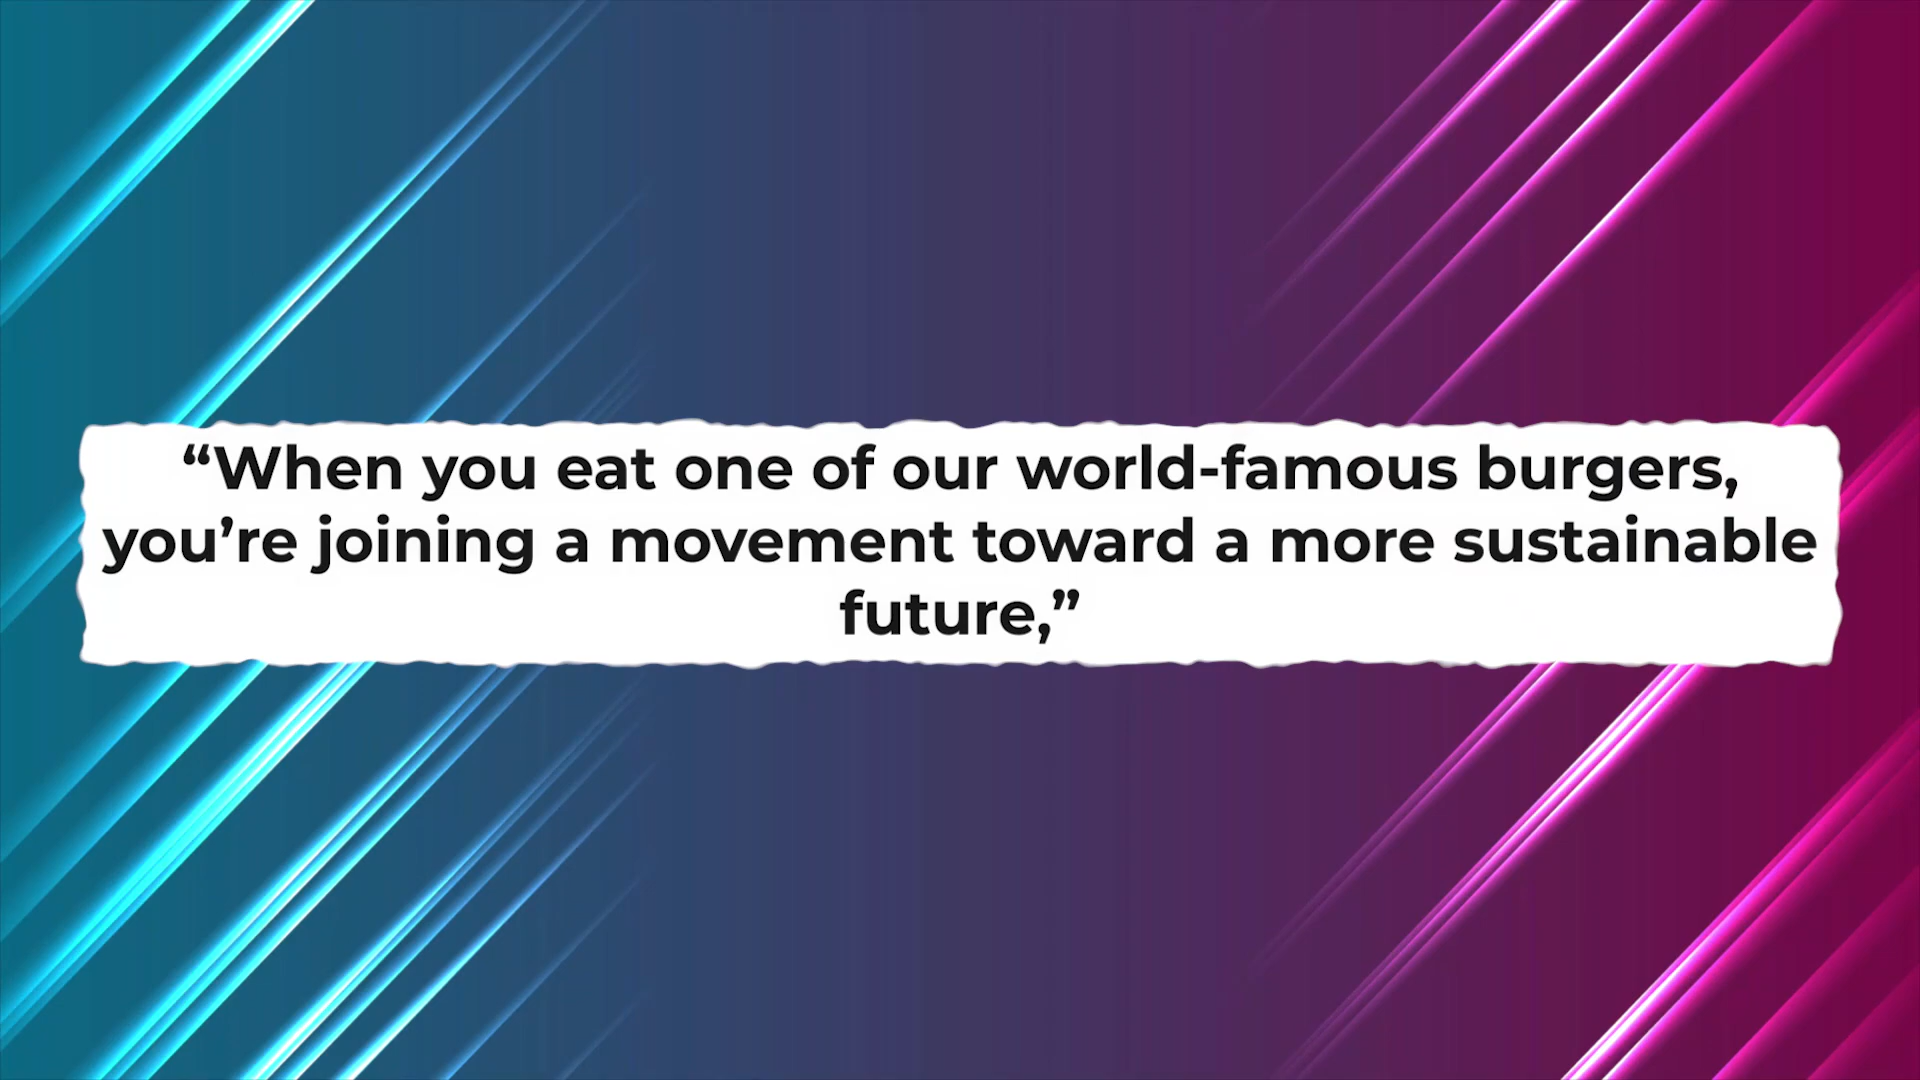 “When you eat one of our world-famous burgers,
you’re joining a movement toward a more sustainable
future,”